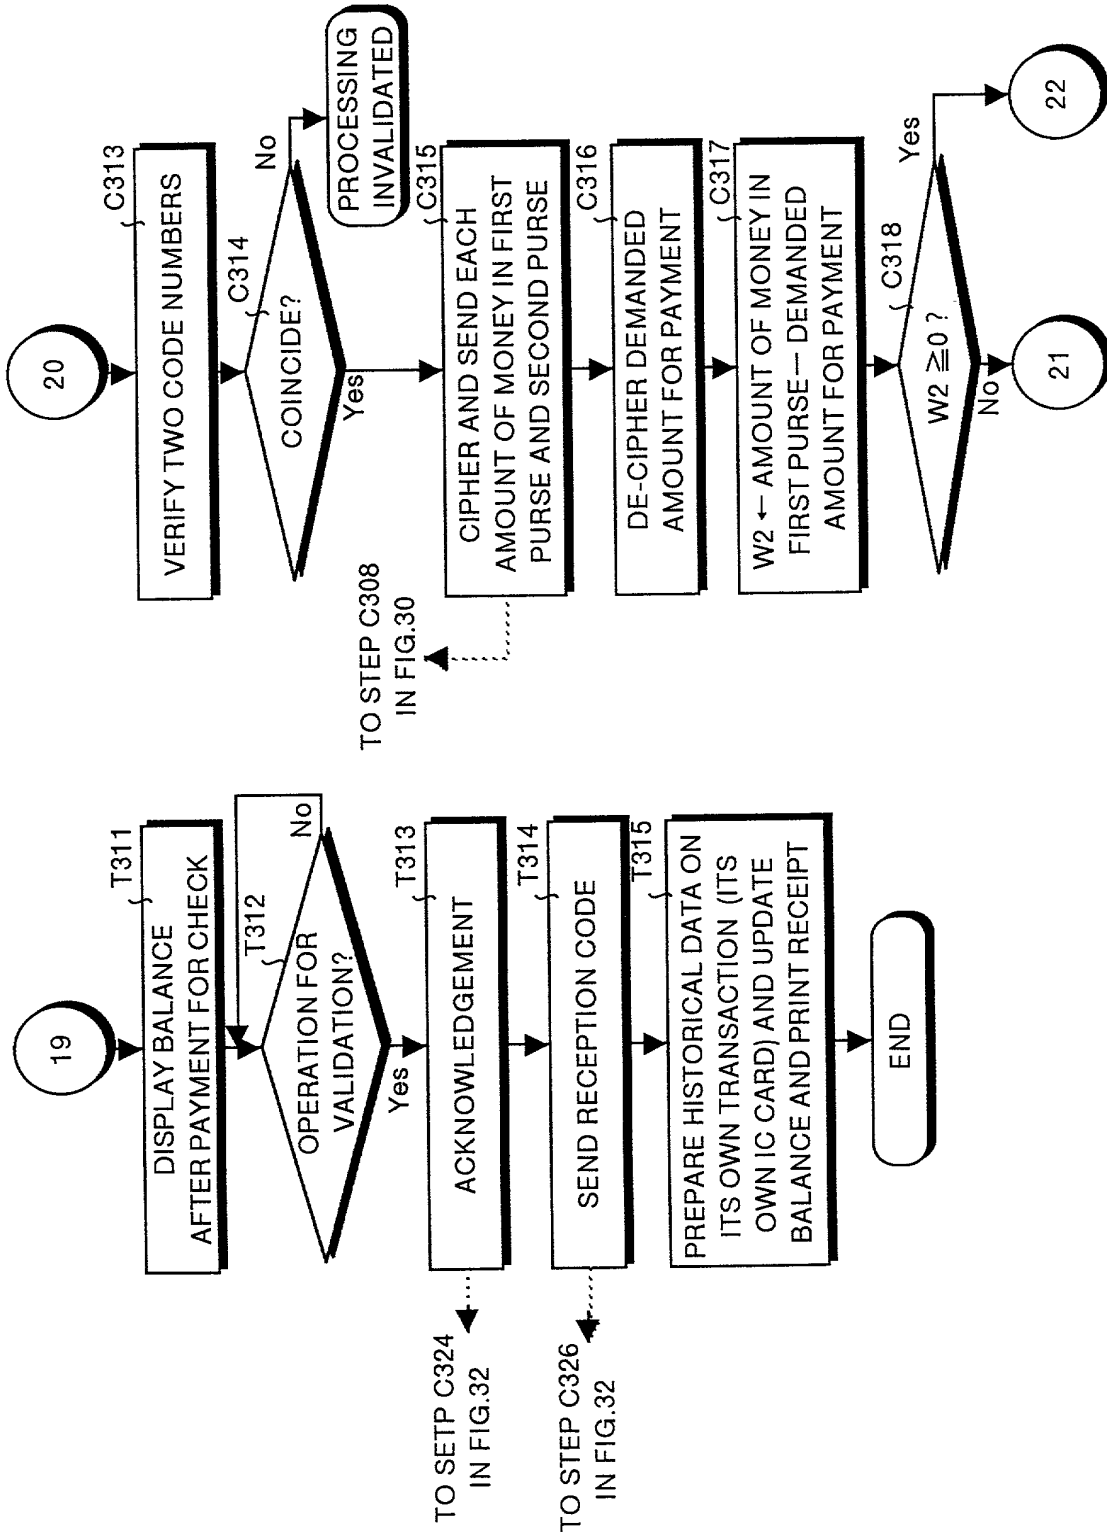 19
T311
DISPLAY BALANCE
AFTER PAYMENT FOR CHECK
T312
OPERATION FOR
VALIDATION?
No
Yes
T313
ACKNOWLEDGEMENT
TO SETP C324
IN FIG.32
T314
SEND RECEPTION CODE
TO STEP C326
IN FIG.32
T315
PREPARE HISTORICAL DATA ON
ITS OWN TRANSACTION (ITS
OWN IC CARD) AND UPDATE
BALANCE AND PRINT RECEIPT
END
20
C313
VERIFY TWO CODE NUMBERS
C314
COINCIDE?
No
PROCESSING
INVALIDATED
Yes
C315
CIPHER AND SEND EACH
AMOUNT OF MONEY IN FIRST
PURSE AND SECOND PURSE
TO STEP C308
IN FIG.30
C316
DE-CIPHER DEMANDED
AMOUNT FOR PAYMENT
C317
W2 ← AMOUNT OF MONEY IN
FIRST PURSE— DEMANDED
AMOUNT FOR PAYMENT
C318
W2 ≧0 ?
Yes
22
No
21